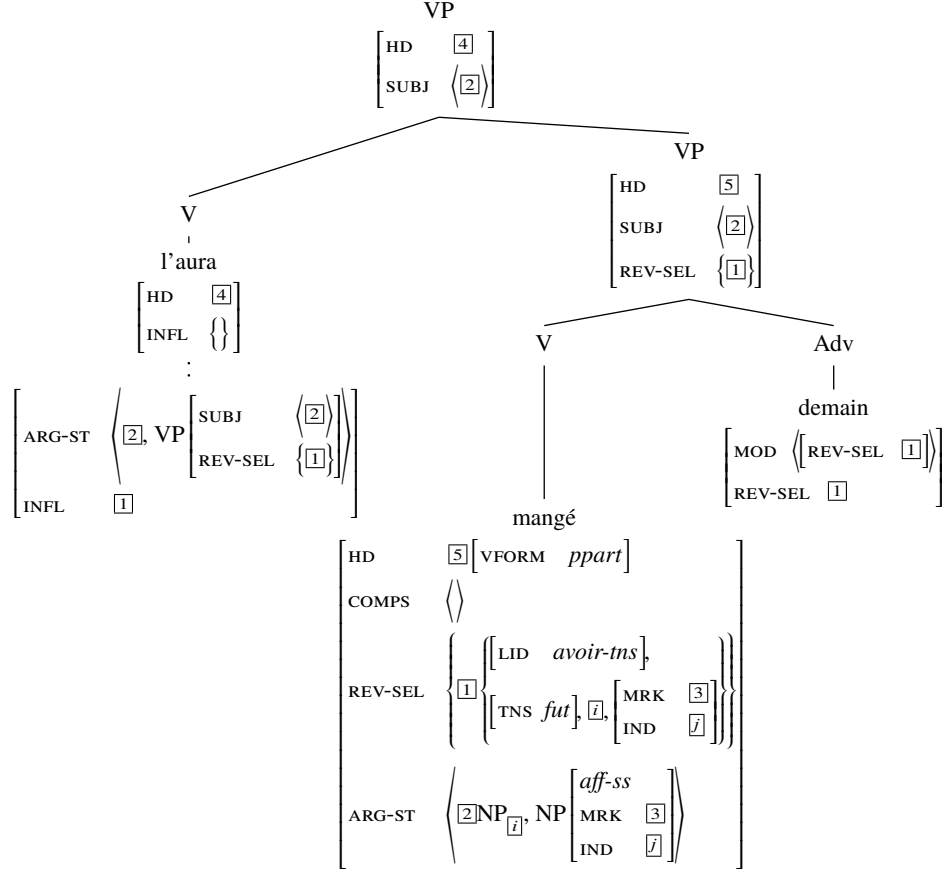 VP
[HD [4]
SUBJ ⟨[2]⟩]
VP
[HD [5]
SUBJ ⟨[2]⟩
REV-SEL {[1]}]
V
l'aura
[HD [4]
INFL {}]
⋮
[ARG-ST ⟨[2], VP[SUBJ ⟨[2]⟩
REV-SEL {[1]}]⟩
INFL [1]]
V
Adv
demain
[MOD ⟨[REV-SEL [1]]⟩
REV-SEL [1]]
mangé
[HD [5][VFORM ppart]
COMPS ⟨⟩
REV-SEL {[1]{[LID avoir-tns],
[TNS fut], [i], [MRK [3]
IND [j]]}}
ARG-ST ⟨[2]NP[i], NP[aff-ss
MRK [3]
IND [j]]⟩]